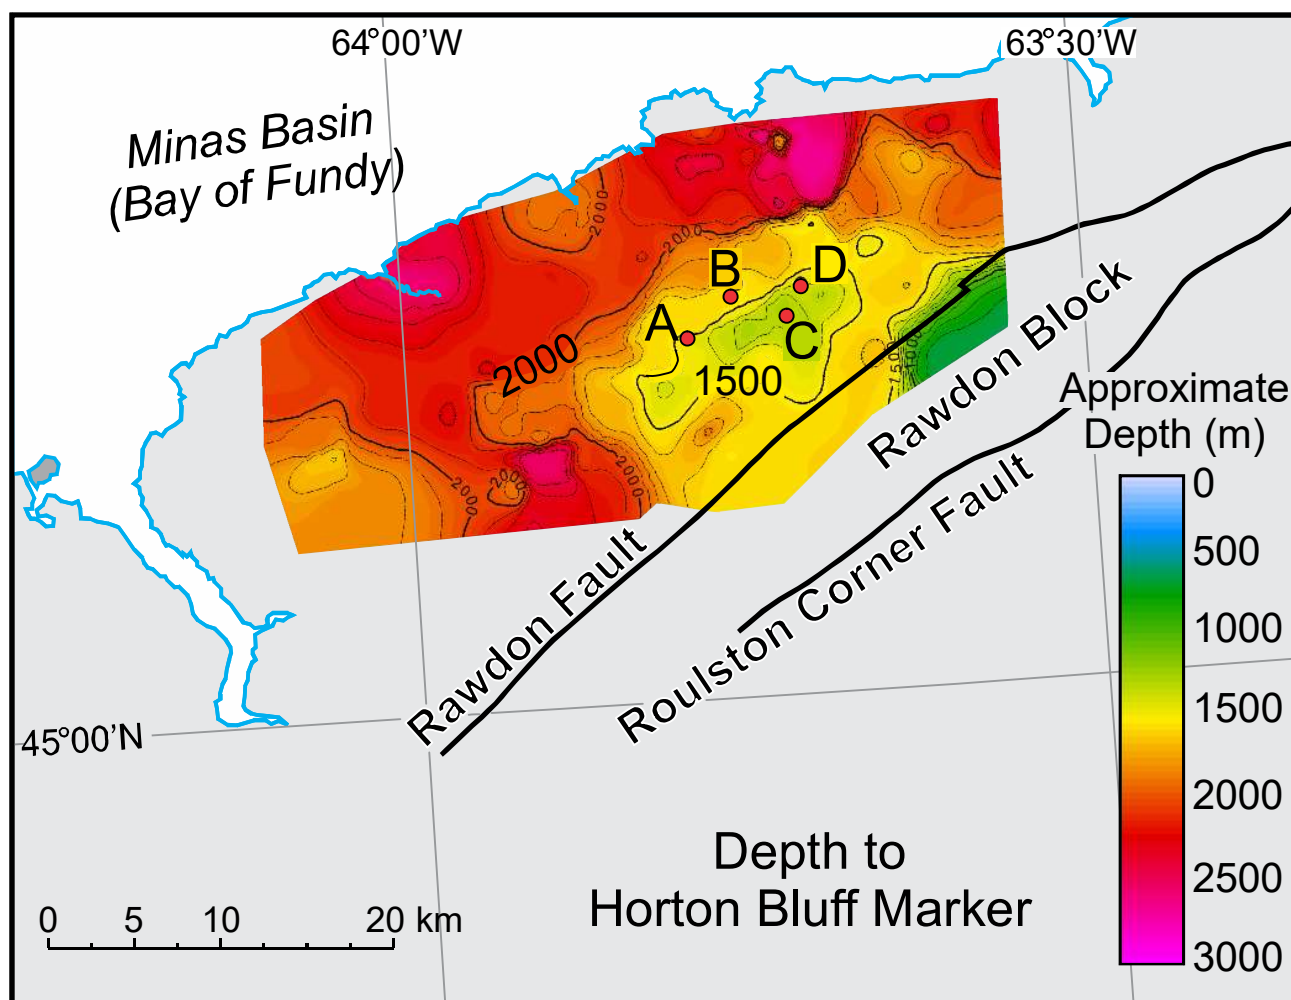 64°00'W
63°30'W
Minas Basin
(Bay of Fundy)
2000
2000
B
D
A
C
2000
1500
1500
2000
2000
2000
Rawdon Block
Approximate
Depth (m)
0
500
1000
1500
2000
2500
3000
Rawdon Fault
Roulston Corner Fault
45°00'N
Depth to
Horton Bluff Marker
0 5 10 20 km